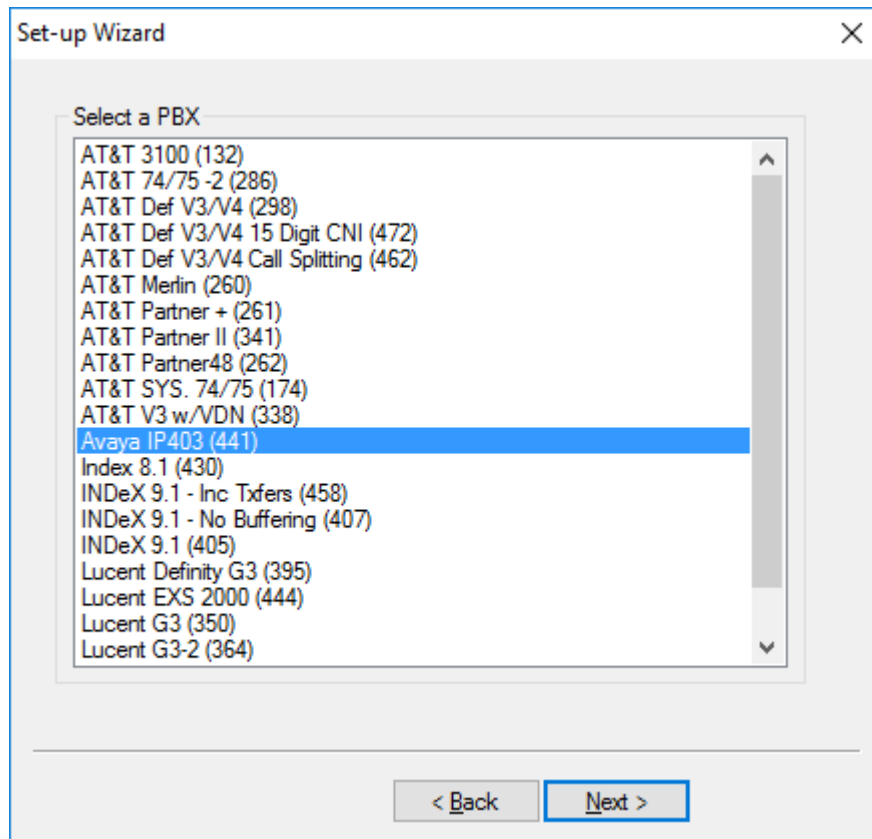 Set-up Wizard
Select a PBX
AT&T 3100 (132)
AT&T 74/75 -2 (286)
AT&T Def V3/V4 (298)
AT&T Def V3/V4 15 Digit CNI (472)
AT&T Def V3/V4 Call Splitting (462)
AT&T Merlin (260)
AT&T Partner + (261)
AT&T Partner II (341)
AT&T Partner48 (262)
AT&T SYS. 74/75 (174)
AT&T V3 w/VDN (338)
Avaya IP403 (441)
Index 8.1 (430)
INDeX 9.1 - Inc Txfers (458)
INDeX 9.1 - No Buffering (407)
INDeX 9.1 (405)
Lucent Definity G3 (395)
Lucent EXS 2000 (444)
Lucent G3 (350)
Lucent G3-2 (364)
< Back Next >